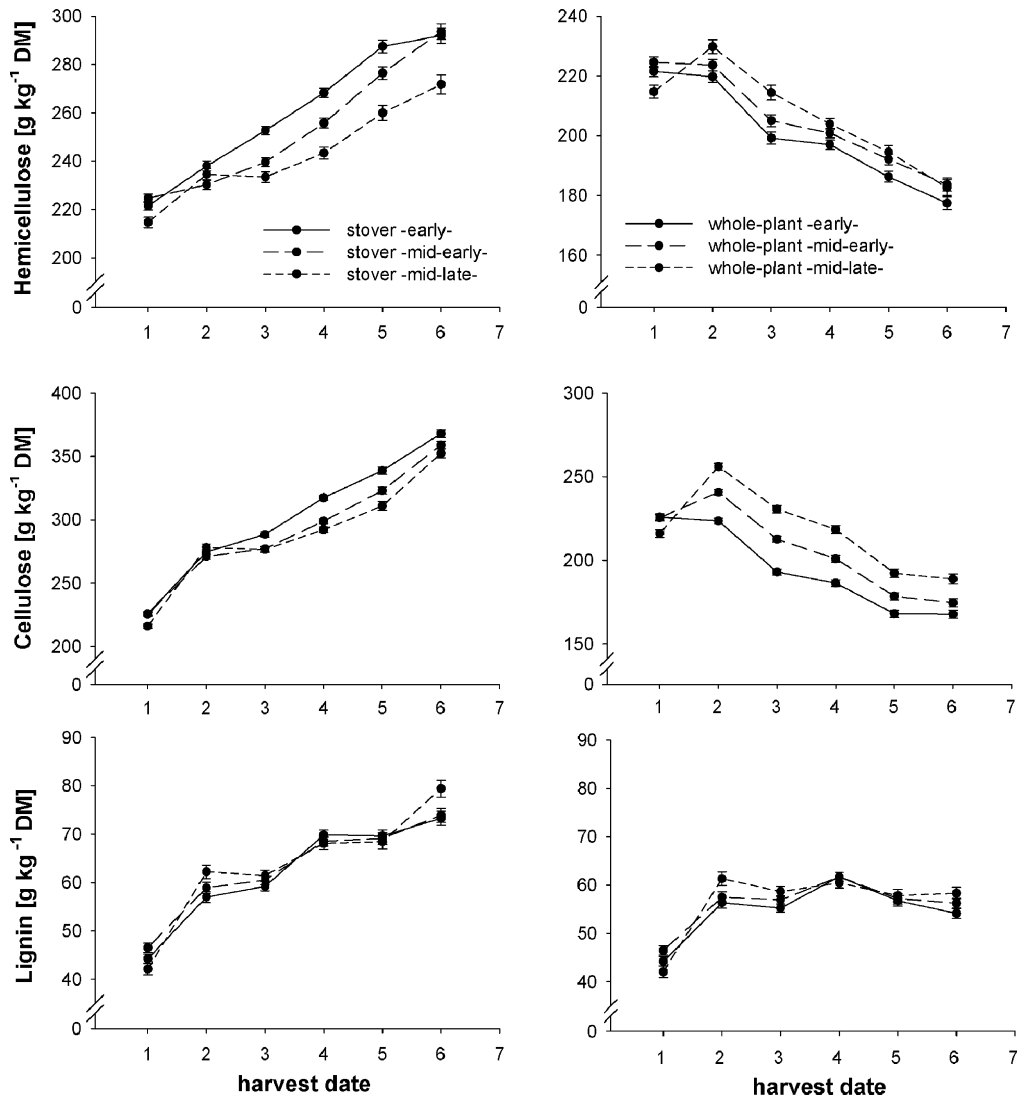 Hemicellulose [g kg⁻¹ DM]
300
280
260
240
220
200
0
stover -early-
stover -mid-early-
stover -mid-late-
1 2 3 4 5 6 7
240
220
200
180
160
0
whole-plant -early-
whole-plant -mid-early-
whole-plant -mid-late-
1 2 3 4 5 6 7
Cellulose [g kg⁻¹ DM]
400
350
300
250
200
0
1 2 3 4 5 6 7
300
250
200
150
0
1 2 3 4 5 6 7
Lignin [g kg⁻¹ DM]
90
80
70
60
50
40
0
1 2 3 4 5 6 7
harvest date
90
80
70
60
50
40
0
1 2 3 4 5 6 7
harvest date